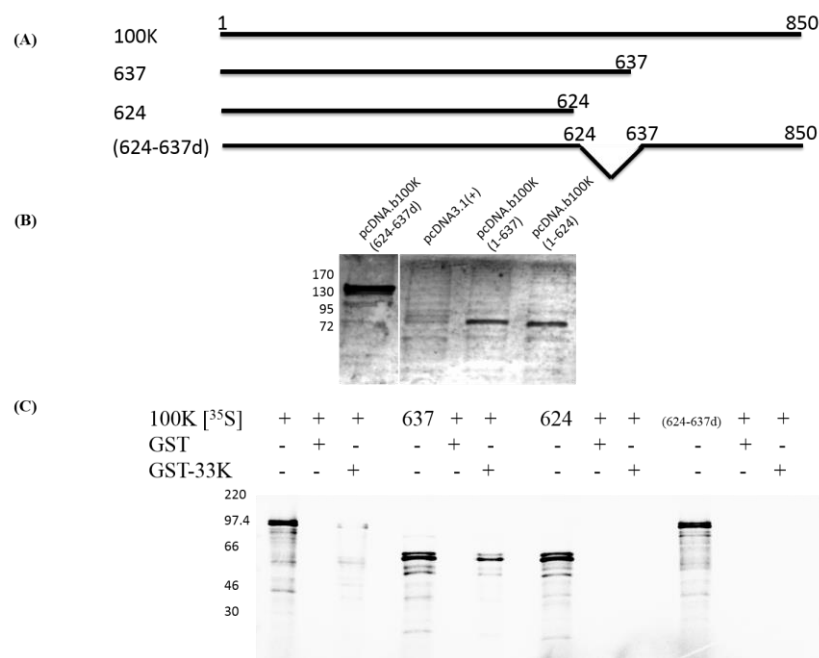 (A)
1 850
100K
637
637
624
624
624 637 850
(624-637d)
(B)
pcDNA.b100K
(624-637d)
pcDNA3.1(+)
pcDNA.b100K
(1-637)
pcDNA.b100K
(1-624)
170
130
95
72
(C)
100K [³⁵S] + + + 637 + + 624 + + (624-637d) + +
GST - + - - + - - + - - + -
GST-33K - - + - - + - - + - - +
220
97.4
66
46
30